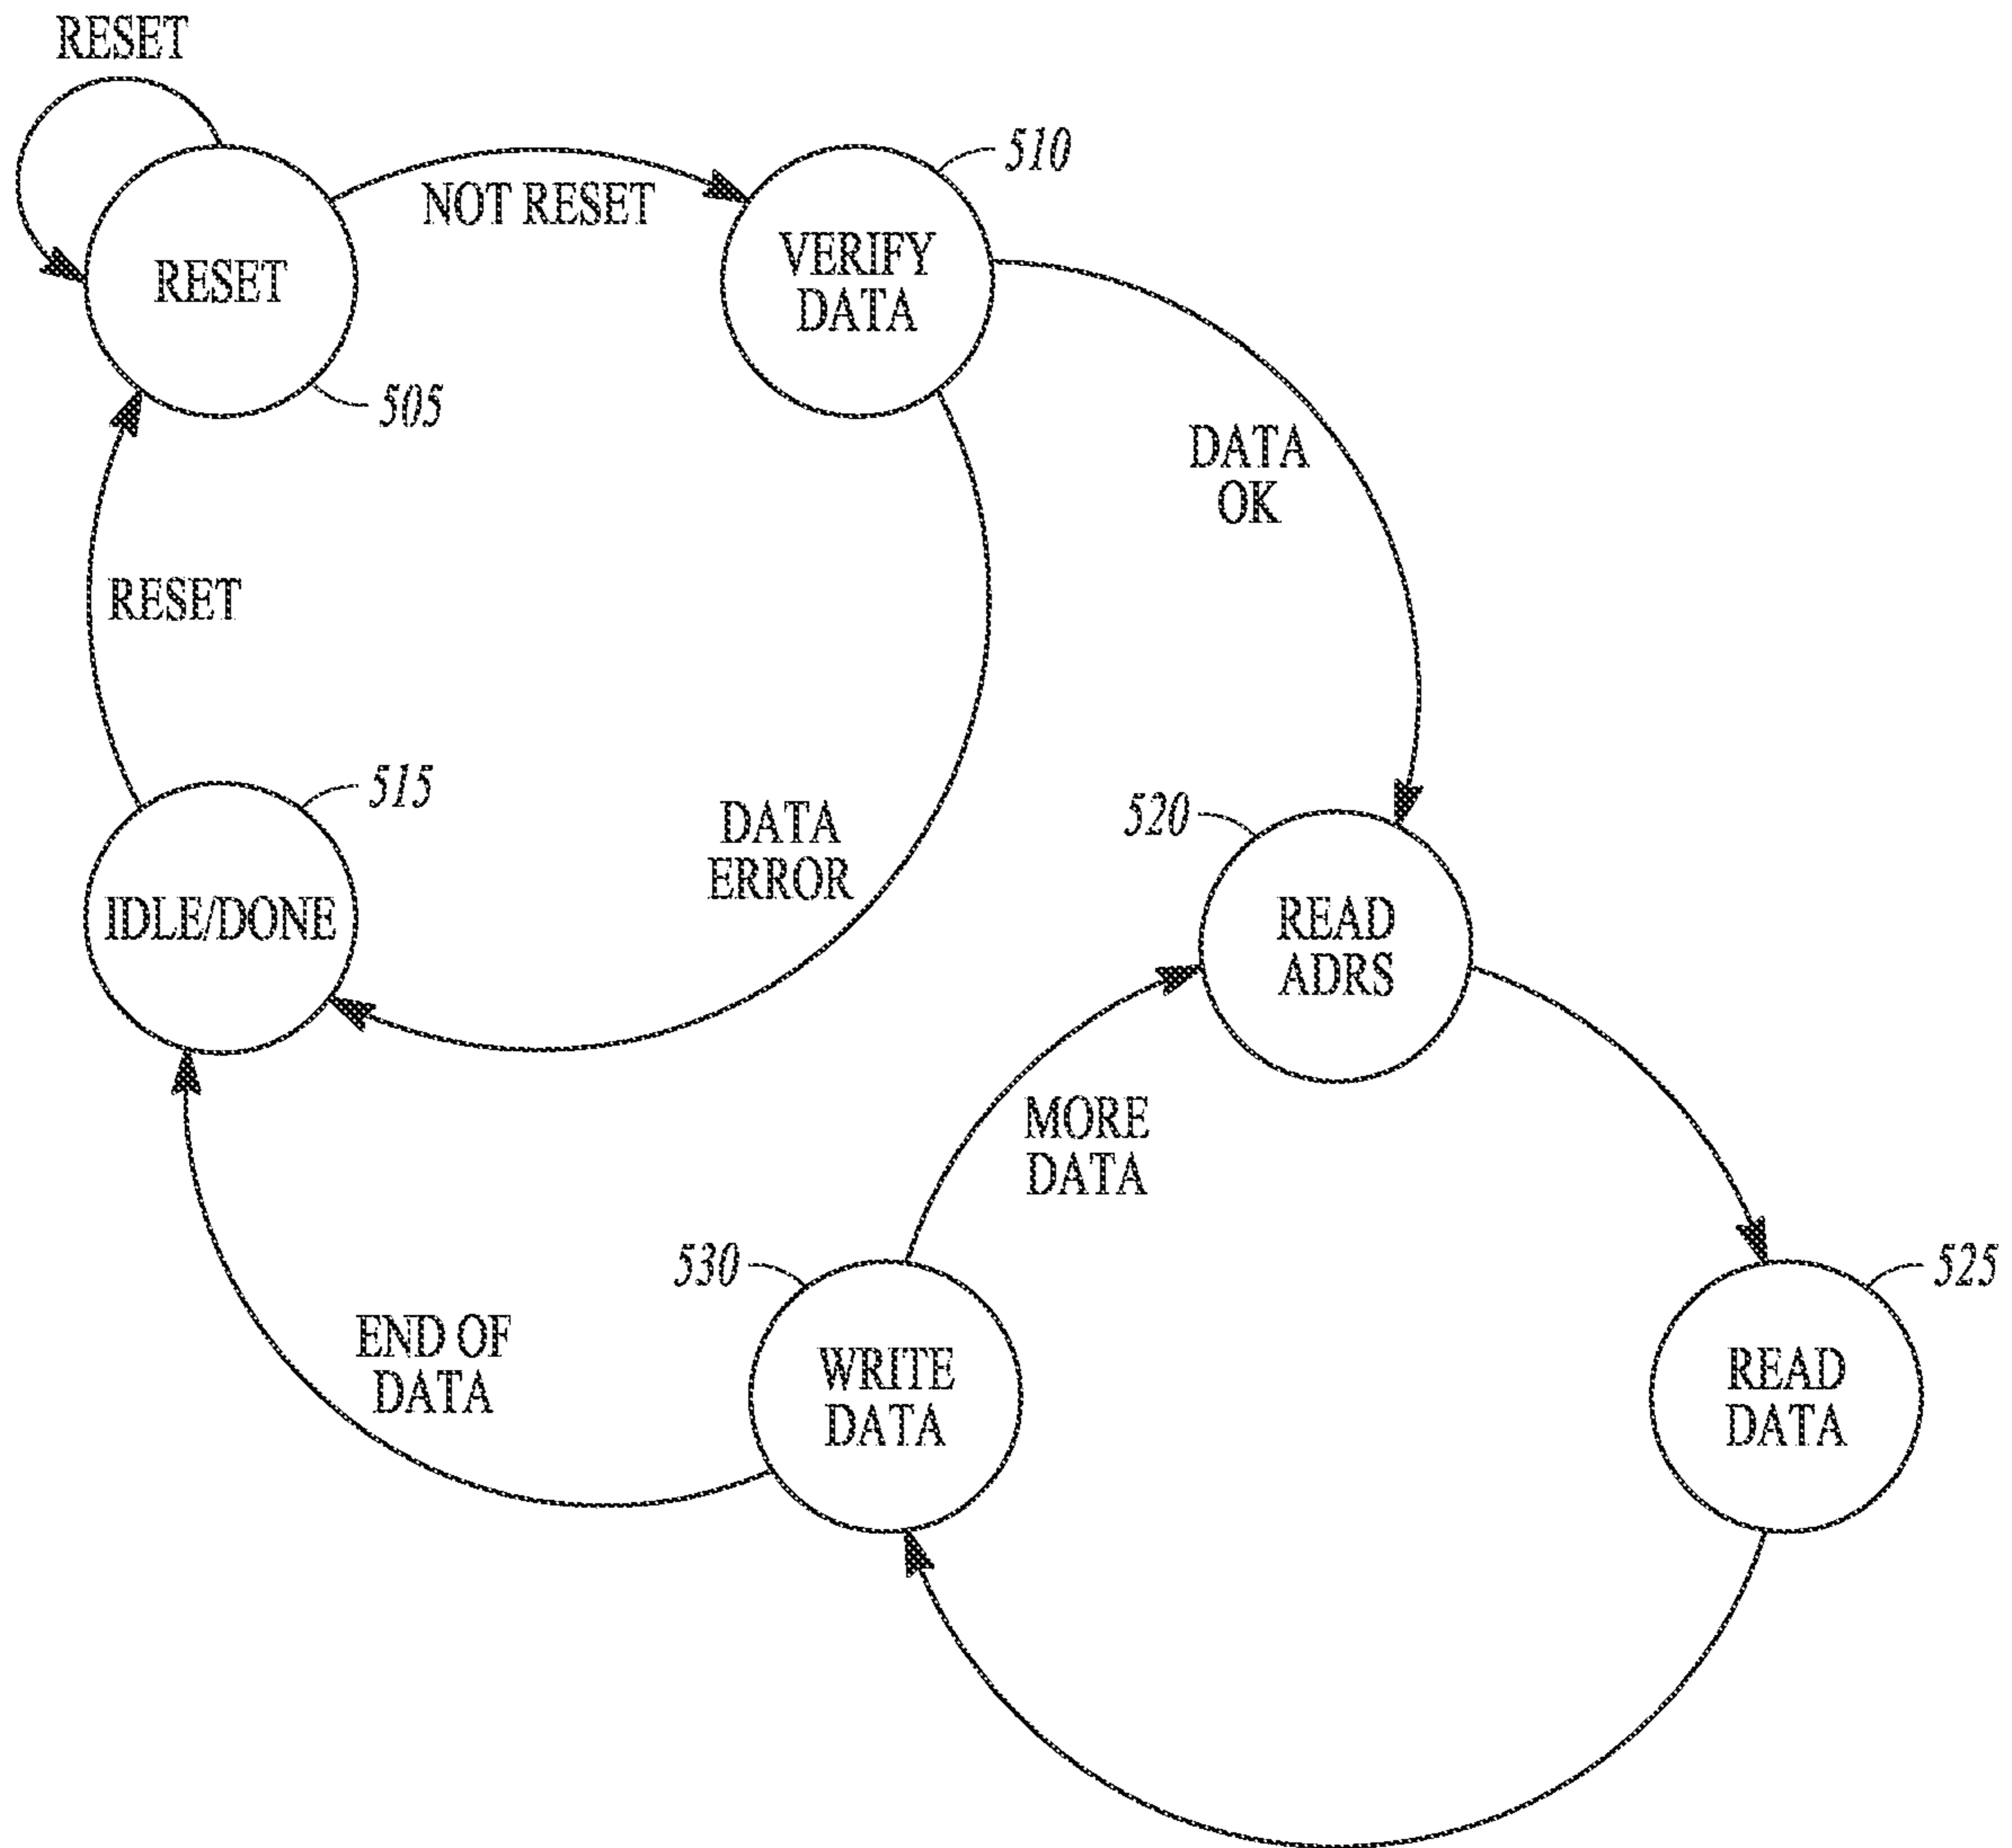 RESET
NOT RESET
510
RESET
VERIFY
DATA
505
DATA
OK
RESET
515
520
DATA
ERROR
IDLE/DONE
READ
ADRS
MORE
DATA
530
525
END OF
DATA
WRITE
DATA
READ
DATA